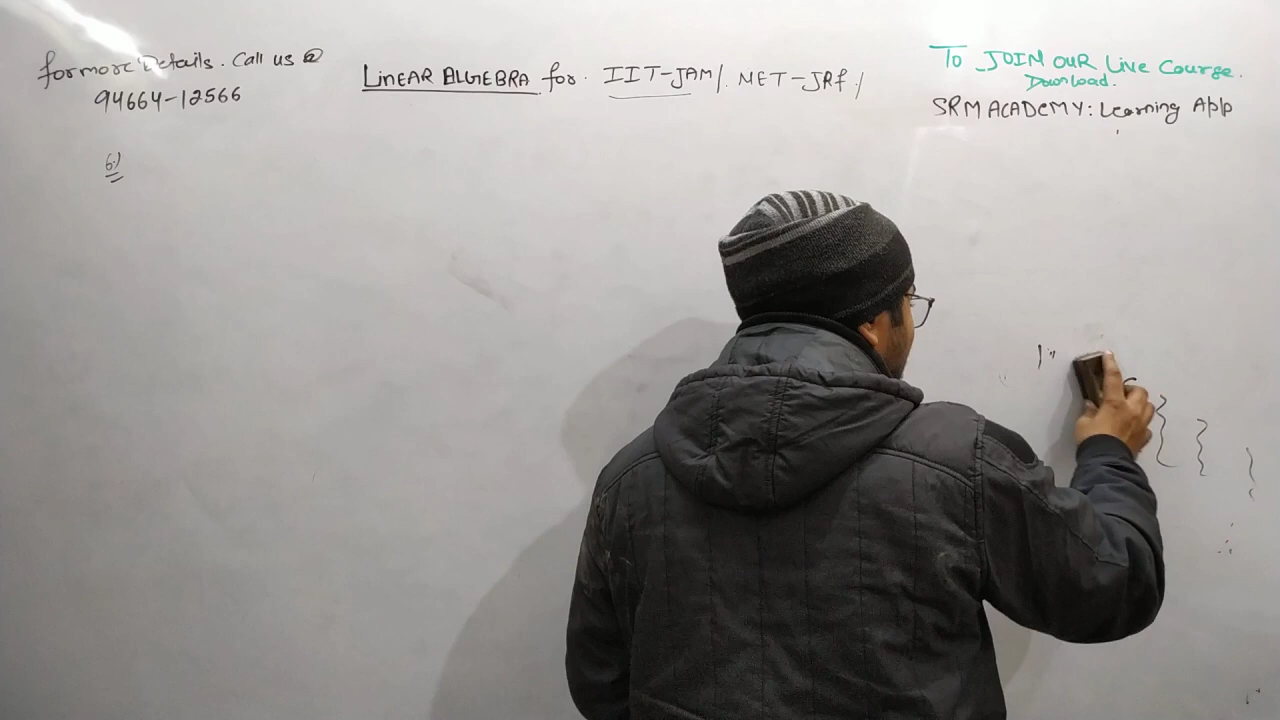 for more Details. Call us @
94664-12566
LINEAR ALGEBRA for. IIT-JAM/. NET-JRf./
To JOIN OUR Live Course.
Download.
SRM ACADEMY: Learning App
6.)